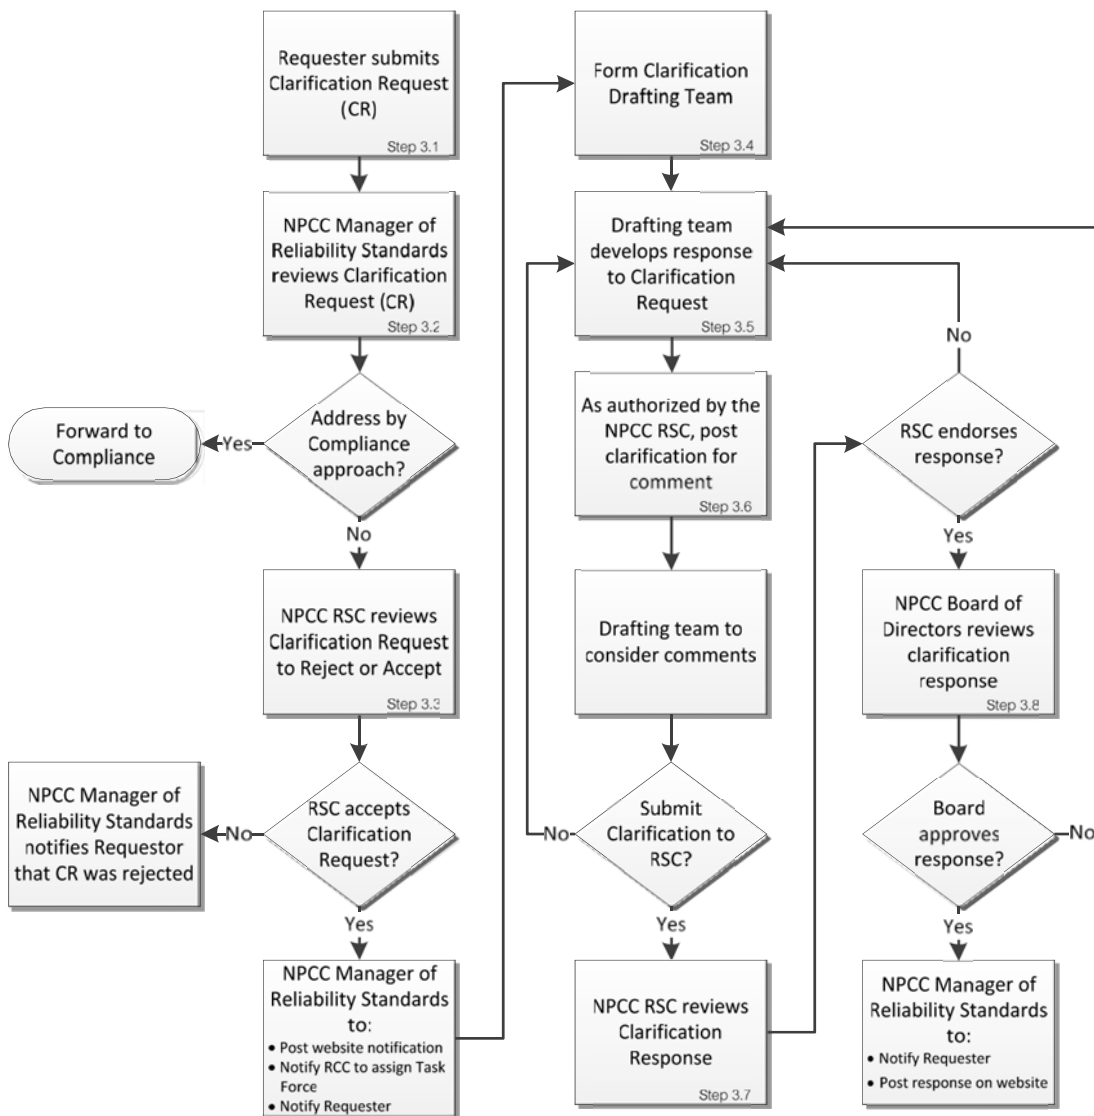 Requester submits
Clarification Request
(CR)
Step 3.1
NPCC Manager of
Reliability Standards
reviews Clarification
Request (CR)
Step 3.2
Address by
Compliance
approach?
Yes
Forward to
Compliance
No
NPCC RSC reviews
Clarification Request
to Reject or Accept
Step 3.3
RSC accepts
Clarification
Request?
No
NPCC Manager of
Reliability Standards
notifies Requestor
that CR was rejected
Yes
NPCC Manager of
Reliability Standards
to:
• Post website notification
• Notify RCC to assign Task
Force
• Notify Requester
Form Clarification
Drafting Team
Step 3.4
Drafting team
develops response
to Clarification
Request
Step 3.5
As authorized by the
NPCC RSC, post
clarification for
comment
Step 3.6
Drafting team to
consider comments
Submit
Clarification to
RSC?
No
Yes
NPCC RSC reviews
Clarification
Response
Step 3.7
No
RSC endorses
response?
Yes
NPCC Board of
Directors reviews
clarification
response
Step 3.8
Board
approves
response?
No
Yes
NPCC Manager of
Reliability Standards
to:
• Notify Requester
• Post response on website